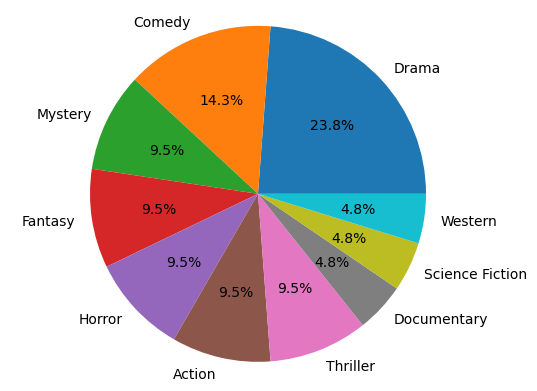 Comedy
Drama
14.3%
23.8%
Mystery
9.5%
Fantasy
9.5%
4.8%
Western
4.8%
Science Fiction
9.5%
4.8%
Horror
9.5%
9.5%
Documentary
Thriller
Action